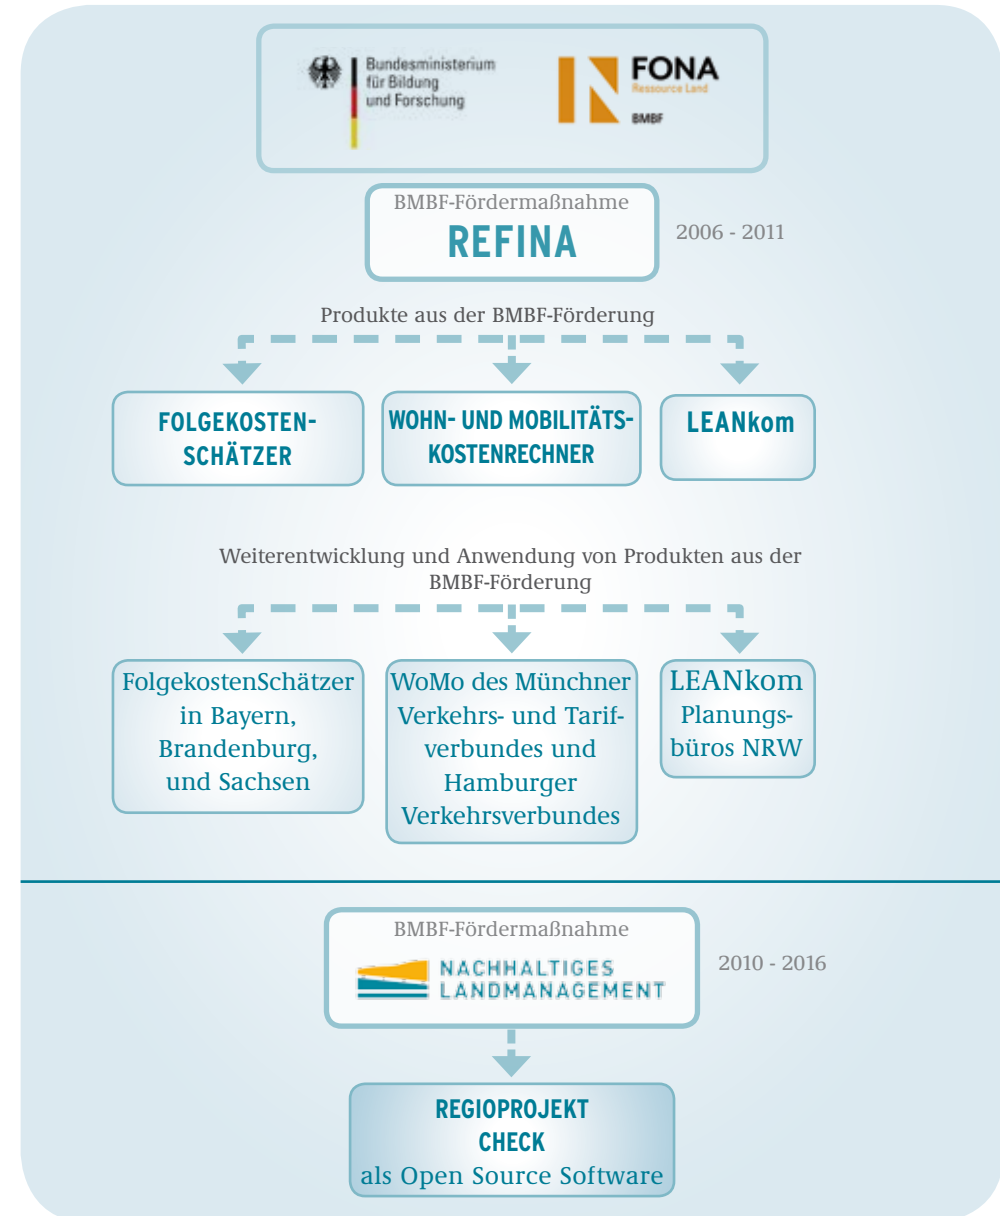 Bundesministerium
für Bildung
und Forschung
FONA
Ressource Land
BMBF
BMBF-Fördermaßnahme
REFINA
2006 - 2011
Produkte aus der BMBF-Förderung
FOLGEKOSTEN-
SCHÄTZER
WOHN- UND MOBILITÄTS-
KOSTENRECHNER
LEANkom
Weiterentwicklung und Anwendung von Produkten aus der
BMBF-Förderung
FolgekostenSchätzer
in Bayern,
Brandenburg,
und Sachsen
WoMo des Münchner
Verkehrs- und Tarif-
verbundes und
Hamburger
Verkehrsverbundes
LEANkom
Planungs-
büros NRW
BMBF-Fördermaßnahme
NACHHALTIGES
LANDMANAGEMENT
2010 - 2016
REGIOPROJEKT
CHECK
als Open Source Software